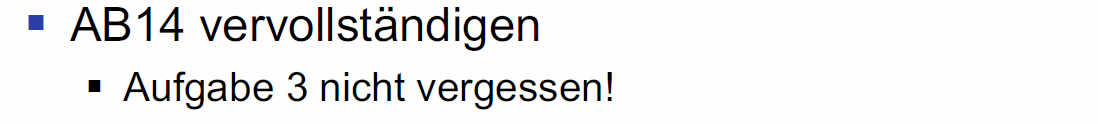 AB14 vervollständigen
Aufgabe 3 nicht vergessen!